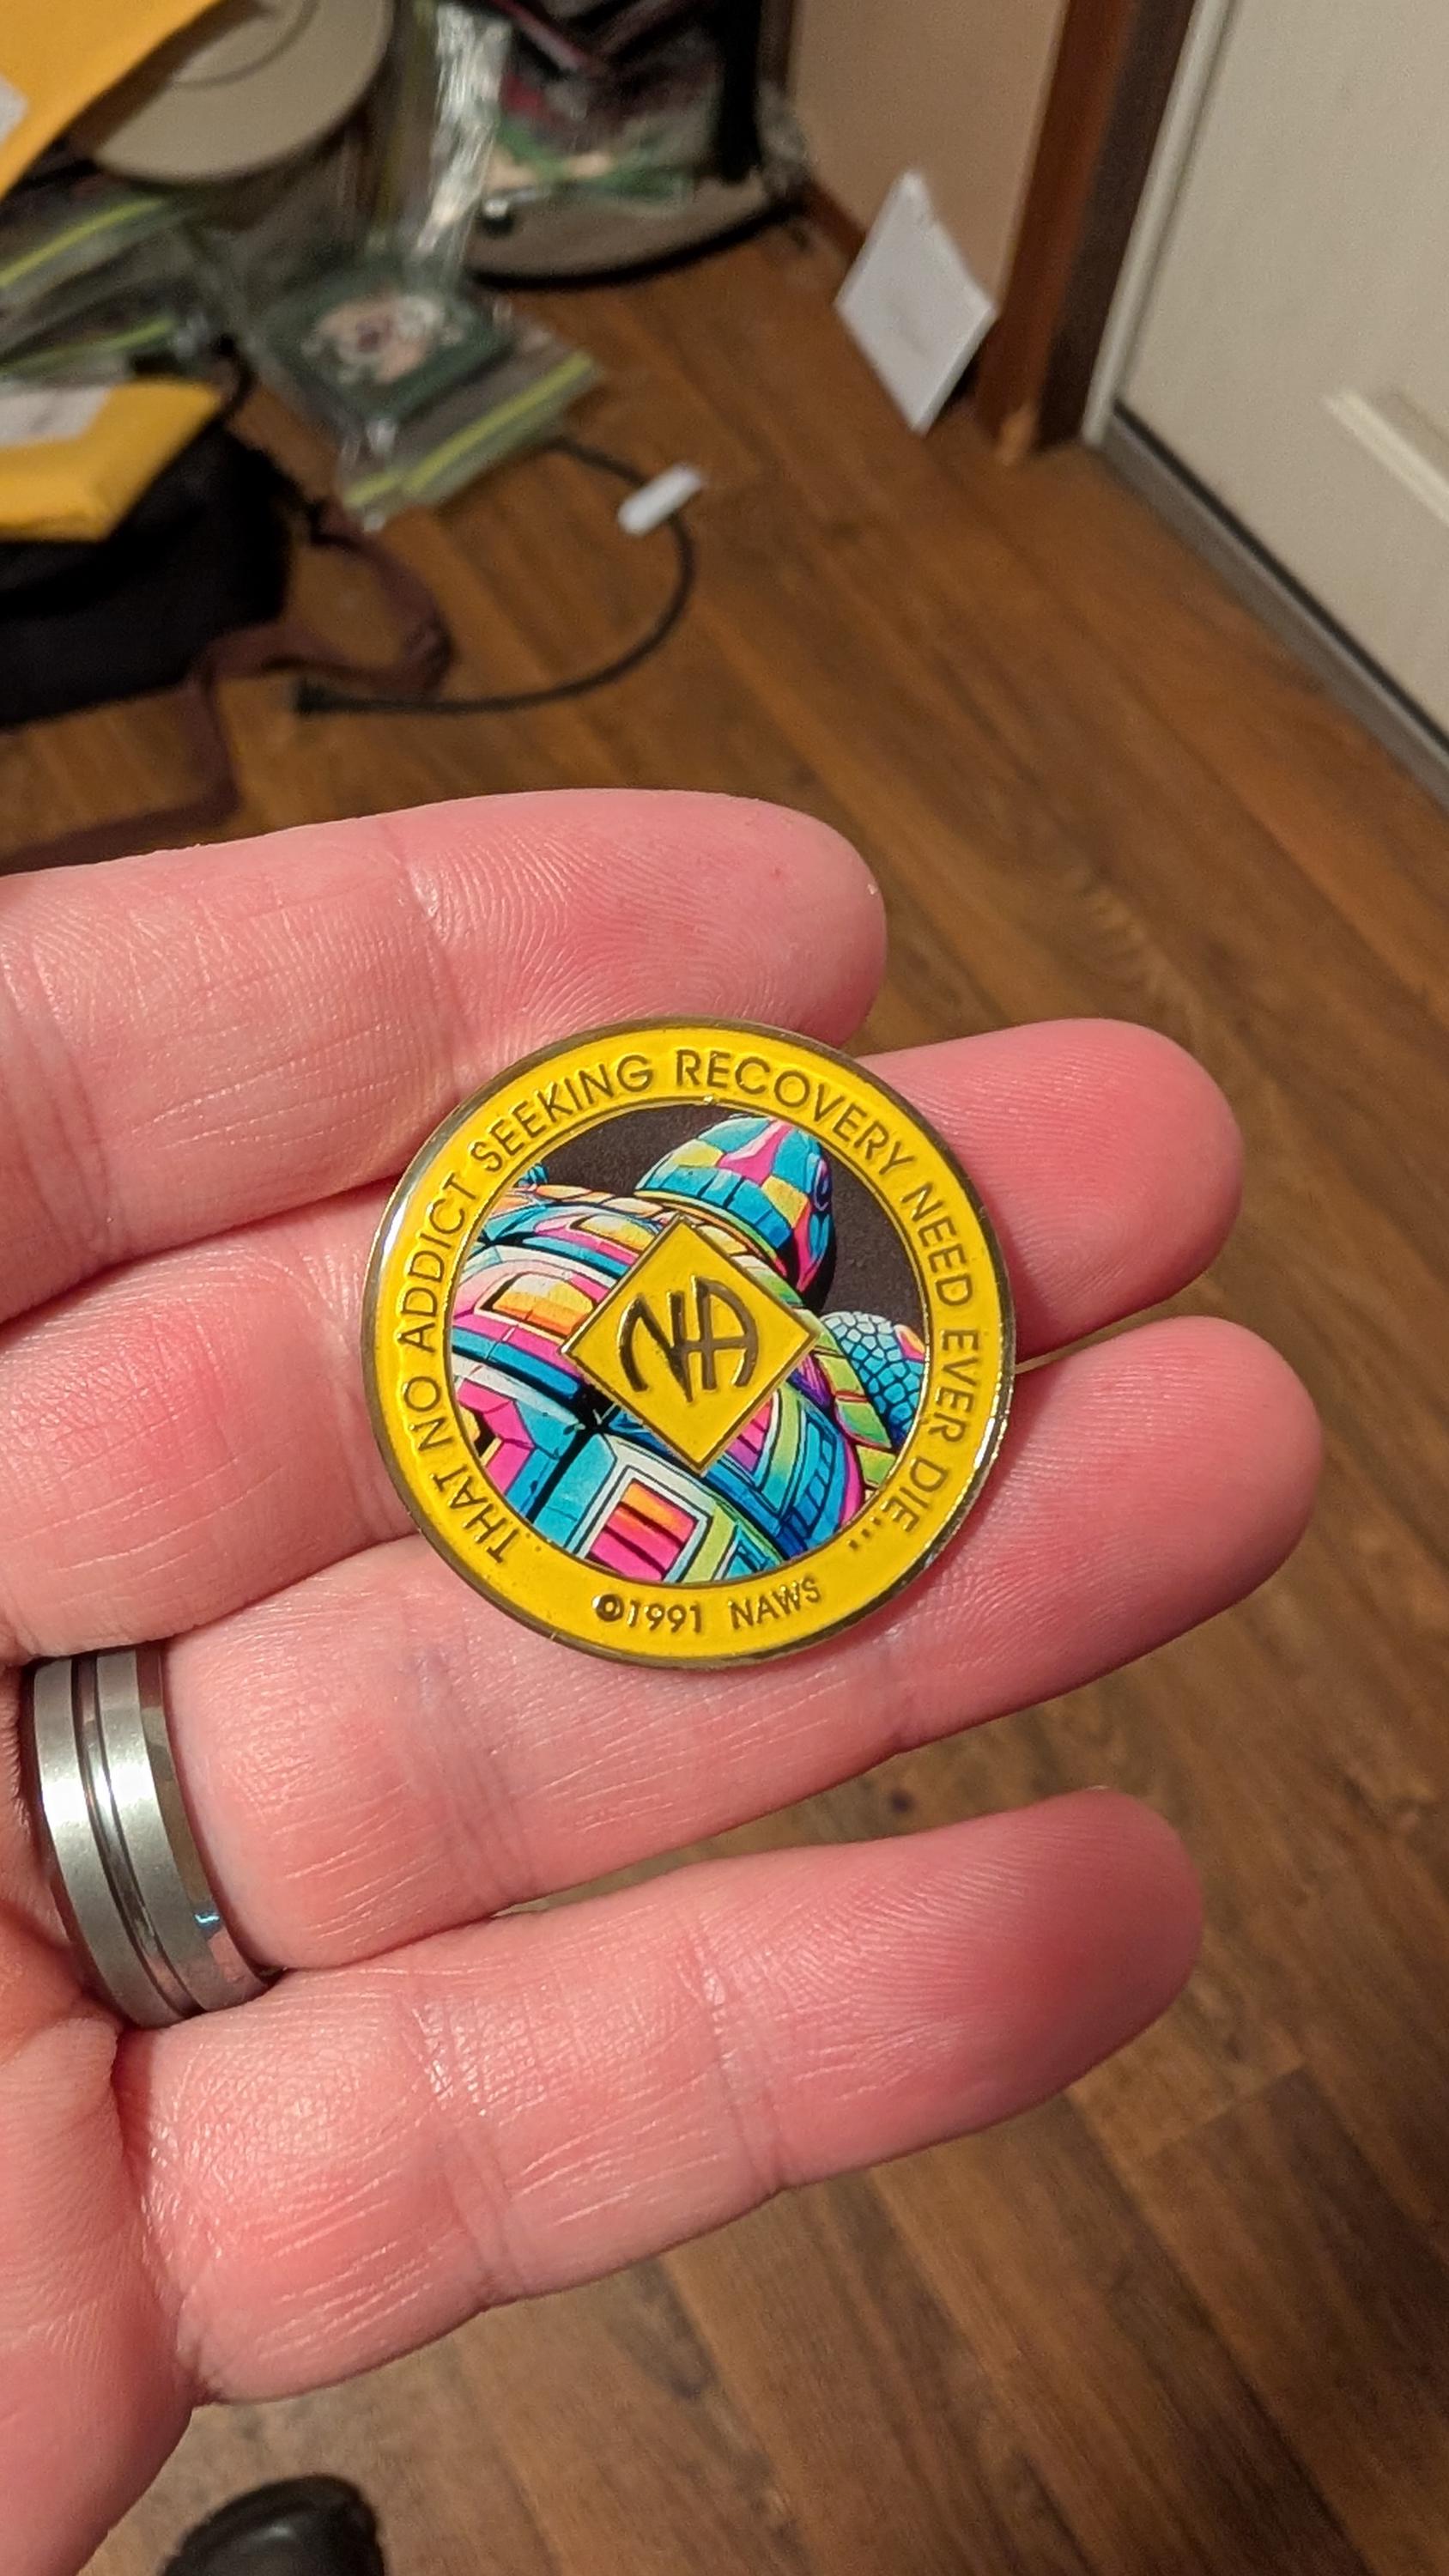 THAT NO ADDICT SEEKING RECOVERY NEED EVER DIE...
NA
©1991 NAWS